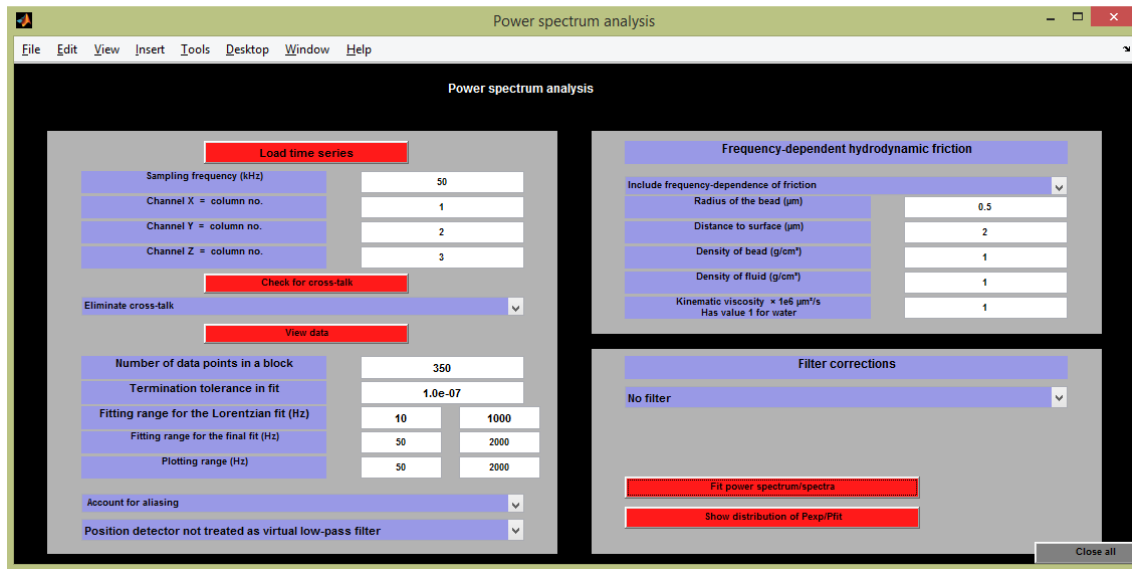 Power spectrum analysis
File Edit View Insert Tools Desktop Window Help
Power spectrum analysis
Load time series
Sampling frequency (kHz) 50
Channel X = column no. 1
Channel Y = column no. 2
Channel Z = column no. 3
Check for cross-talk
Eliminate cross-talk
View data
Number of data points in a block 350
Termination tolerance in fit 1.0e-07
Fitting range for the Lorentzian fit (Hz) 10 1000
Fitting range for the final fit (Hz) 50 2000
Plotting range (Hz) 50 2000
Account for aliasing
Position detector not treated as virtual low-pass filter
Frequency-dependent hydrodynamic friction
Include frequency-dependence of friction
Radius of the bead (µm) 0.5
Distance to surface (µm) 2
Density of bead (g/cm³) 1
Density of fluid (g/cm³) 1
Kinematic viscosity × 1e6 µm²/s
Has value 1 for water 1
Filter corrections
No filter
Fit power spectrum/spectra
Show distribution of Pexp/Pfit
Close all